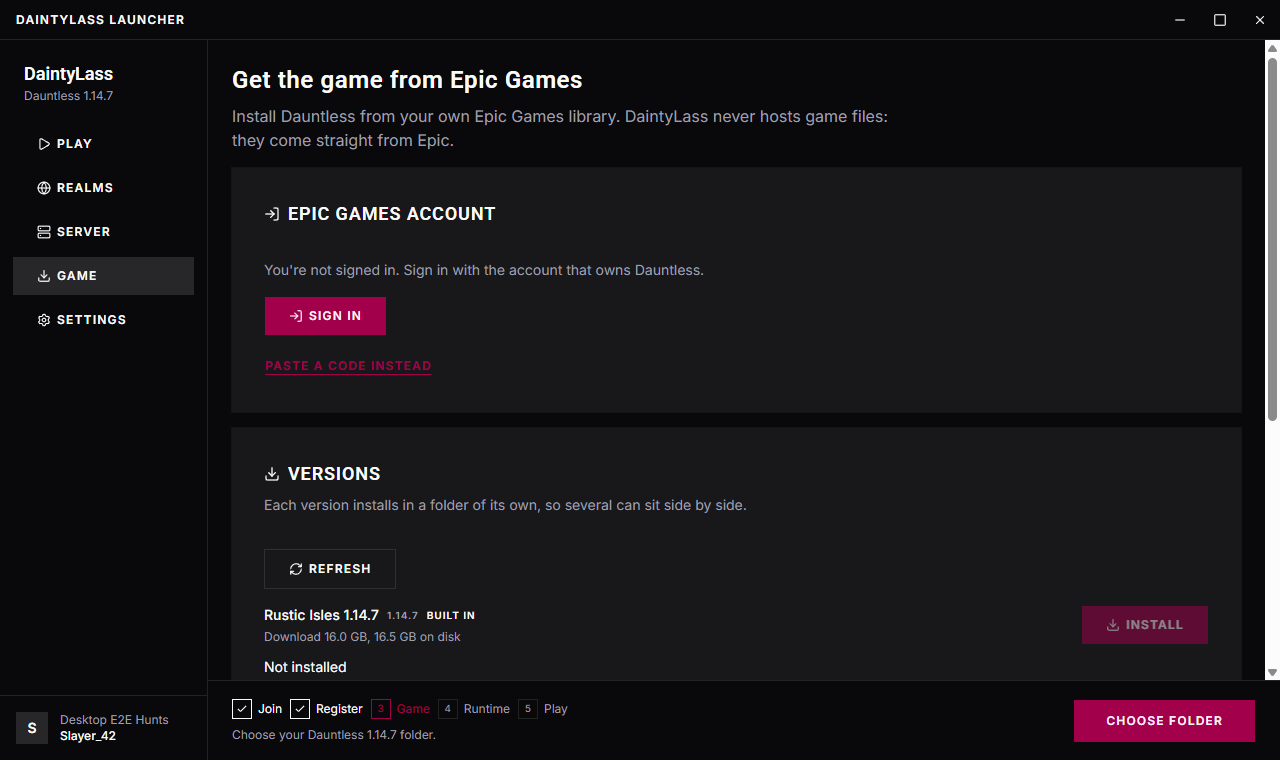 DAINTYLASS LAUNCHER
DaintyLass
Dauntless 1.14.7
PLAY
REALMS
SERVER
GAME
SETTINGS
S
Desktop E2E Hunts
Slayer_42
Get the game from Epic Games
Install Dauntless from your own Epic Games library. DaintyLass never hosts game files:
they come straight from Epic.
EPIC GAMES ACCOUNT
You're not signed in. Sign in with the account that owns Dauntless.
SIGN IN
PASTE A CODE INSTEAD
VERSIONS
Each version installs in a folder of its own, so several can sit side by side.
REFRESH
Rustic Isles 1.14.7 1.14.7 BUILT IN
Download 16.0 GB, 16.5 GB on disk
INSTALL
Not installed
Join Register 3 Game 4 Runtime 5 Play
Choose your Dauntless 1.14.7 folder.
CHOOSE FOLDER